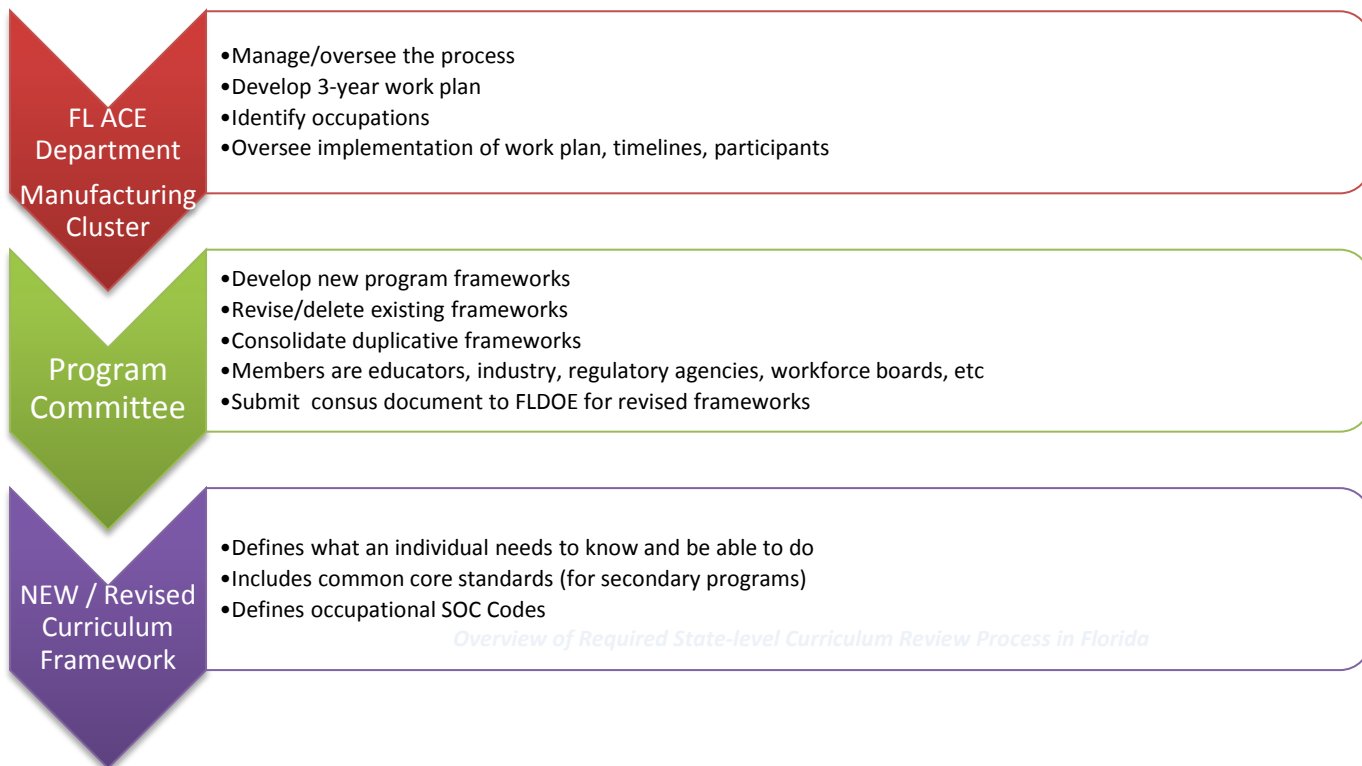 FL ACE
Department
Manufacturing
Cluster
•Manage/oversee the process
•Develop 3-year work plan
•Identify occupations
•Oversee implementation of work plan, timelines, participants
Program
Committee
•Develop new program frameworks
•Revise/delete existing frameworks
•Consolidate duplicative frameworks
•Members are educators, industry, regulatory agencies, workforce boards, etc
•Submit consus document to FLDOE for revised frameworks
NEW / Revised
Curriculum
Framework
•Defines what an individual needs to know and be able to do
•Includes common core standards (for secondary programs)
•Defines occupational SOC Codes
Overview of Required State-level Curriculum Review Process in Florida